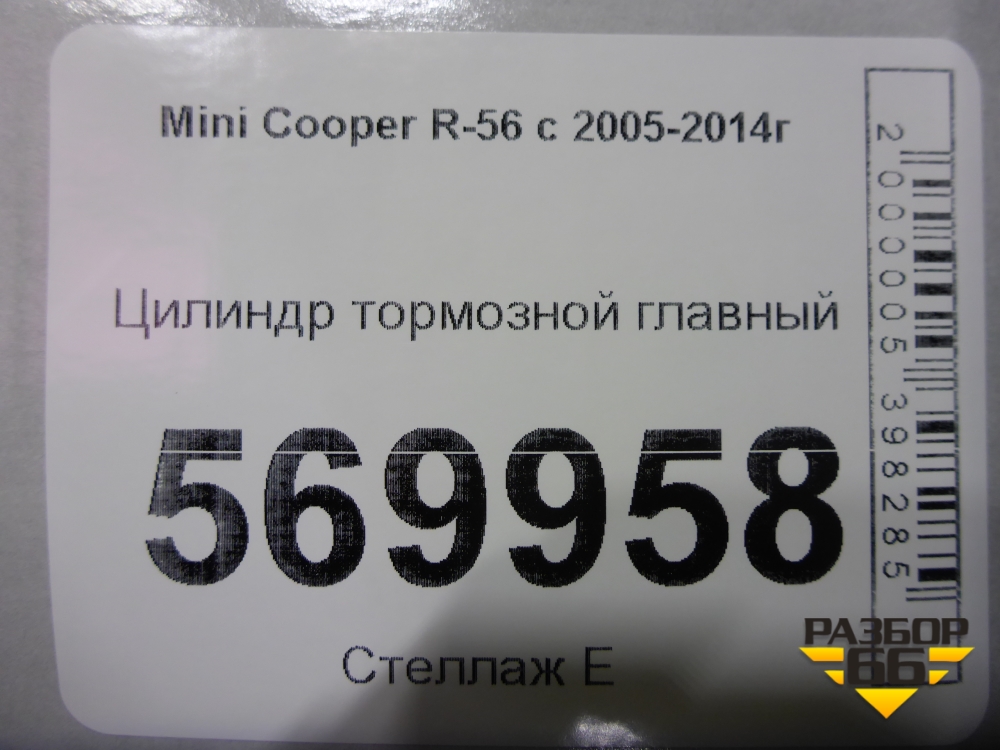 Mini Cooper R-56 с 2005-2014г
Цилиндр тормозной главный
569958
Стеллаж Е
2000005398285
РАЗБОР
66